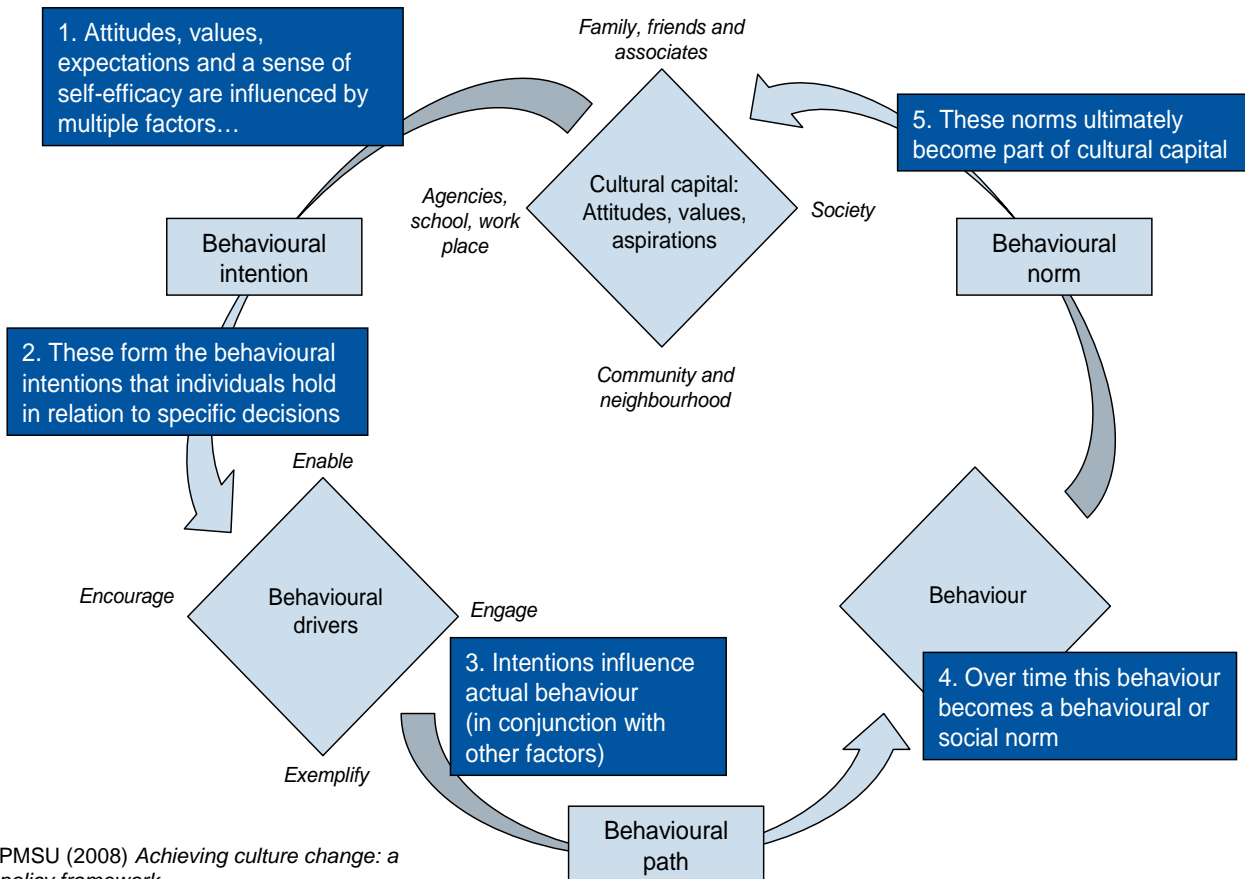 1. Attitudes, values,
expectations and a sense of
self-efficacy are influenced by
multiple factors…
Family, friends and
associates
5. These norms ultimately
become part of cultural capital
Agencies,
school, work
place
Cultural capital:
Attitudes, values,
aspirations
Society
Behavioural
intention
Behavioural
norm
2. These form the behavioural
intentions that individuals hold
in relation to specific decisions
Community and
neighbourhood
Enable
Encourage
Behavioural
drivers
Engage
Exemplify
3. Intentions influence
actual behaviour
(in conjunction with
other factors)
Behaviour
4. Over time this behaviour
becomes a behavioural or
social norm
Behavioural
path
PMSU (2008) Achieving culture change: a
policy framework